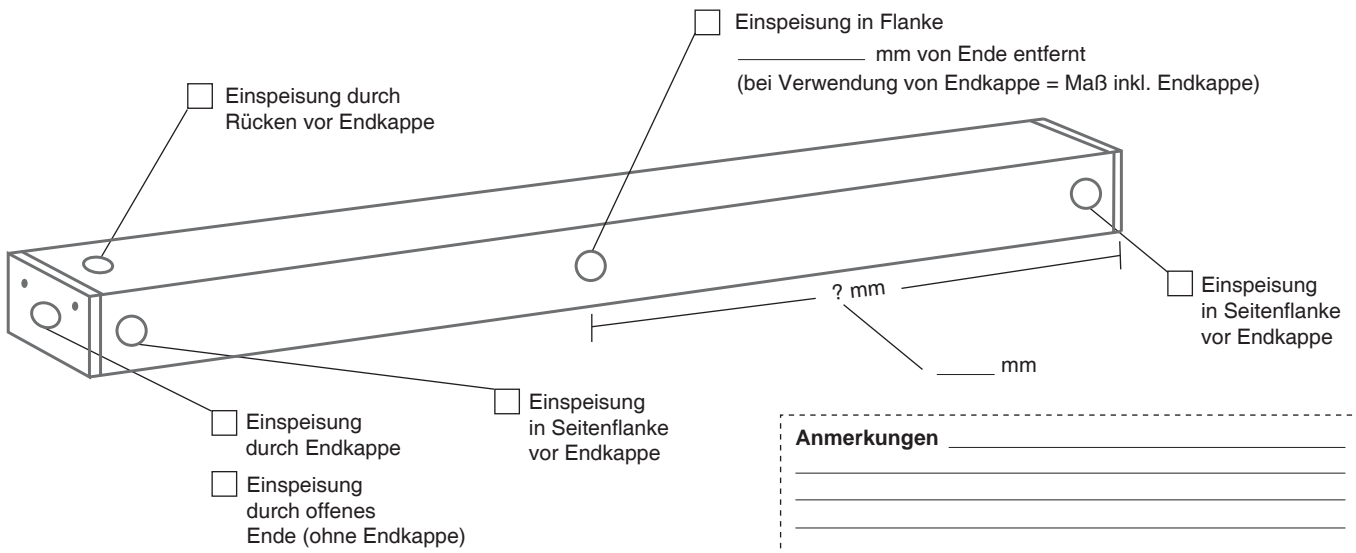 Einspeisung in Flanke
__________ mm von Ende entfernt
(bei Verwendung von Endkappe = Maß inkl. Endkappe)
Einspeisung durch
Rücken vor Endkappe
? mm
_____ mm
Einspeisung
in Seitenflanke
vor Endkappe
Einspeisung
in Seitenflanke
vor Endkappe
Einspeisung
durch Endkappe
Einspeisung
durch offenes
Ende (ohne Endkappe)
Anmerkungen